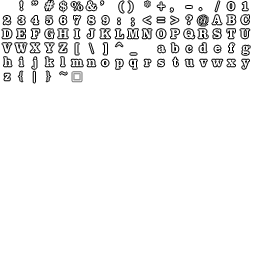 ! " # $ % & ' ( ) * + , - . / 0 1
2 3 4 5 6 7 8 9 : ; < = > ? @ A B C
D E F G H I J K L M N O P Q R S T U
V W X Y Z [ \ ] ^ _ a b c d e f g
h i j k l m n o p q r s t u v w x y
z { | } ~